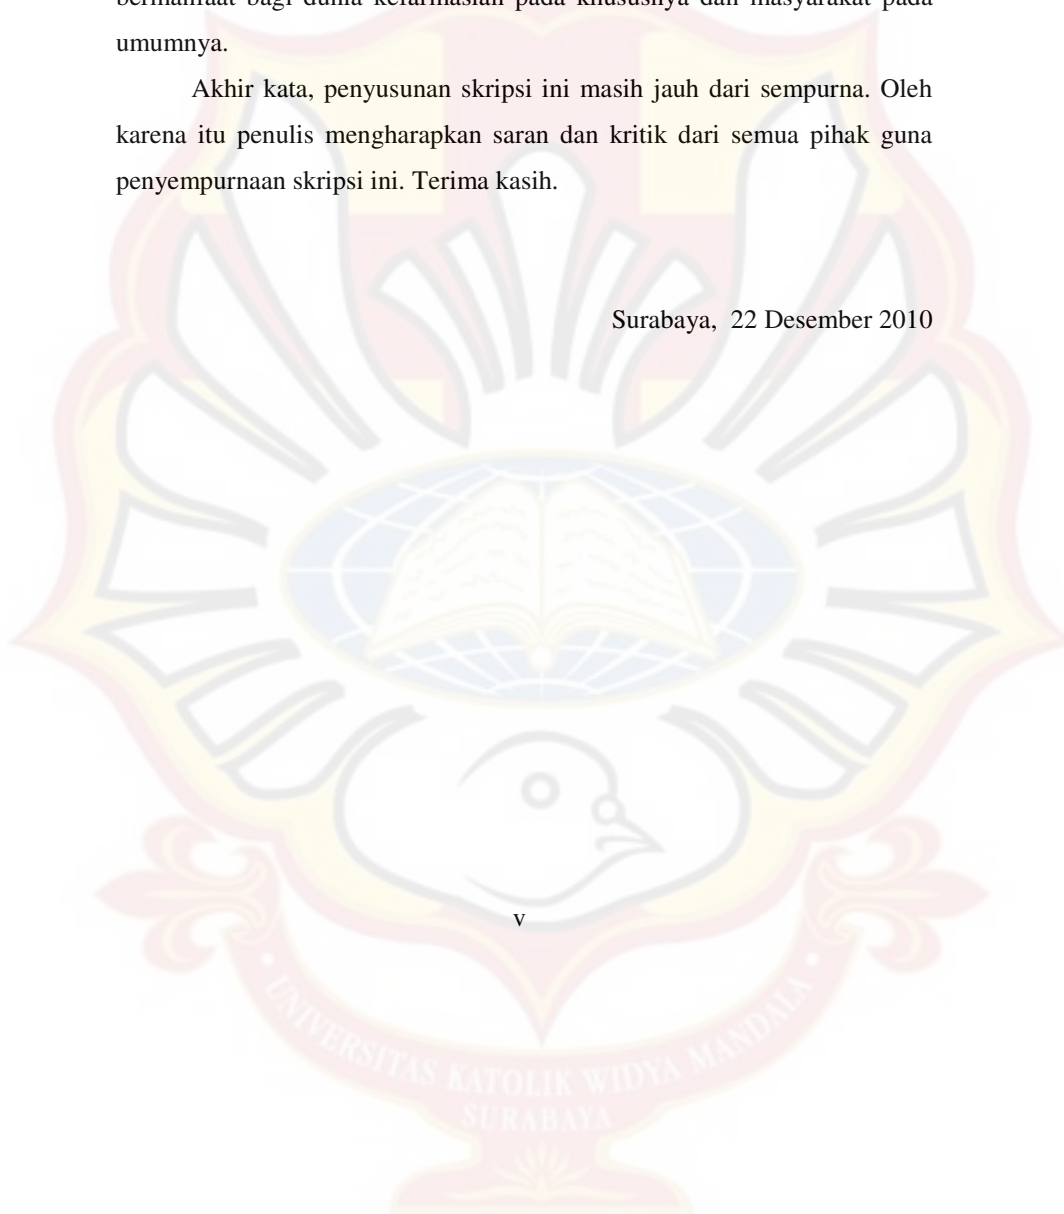 bermanfaat bagi dunia kefarmasian pada khususnya dan masyarakat pada
umumnya.
Akhir kata, penyusunan skripsi ini masih jauh dari sempurna. Oleh
karena itu penulis mengharapkan saran dan kritik dari semua pihak guna
penyempurnaan skripsi ini. Terima kasih.
Surabaya,  22 Desember 2010
v
UNIVERSITAS KATOLIK WIDYA MANDALA
SURABAYA